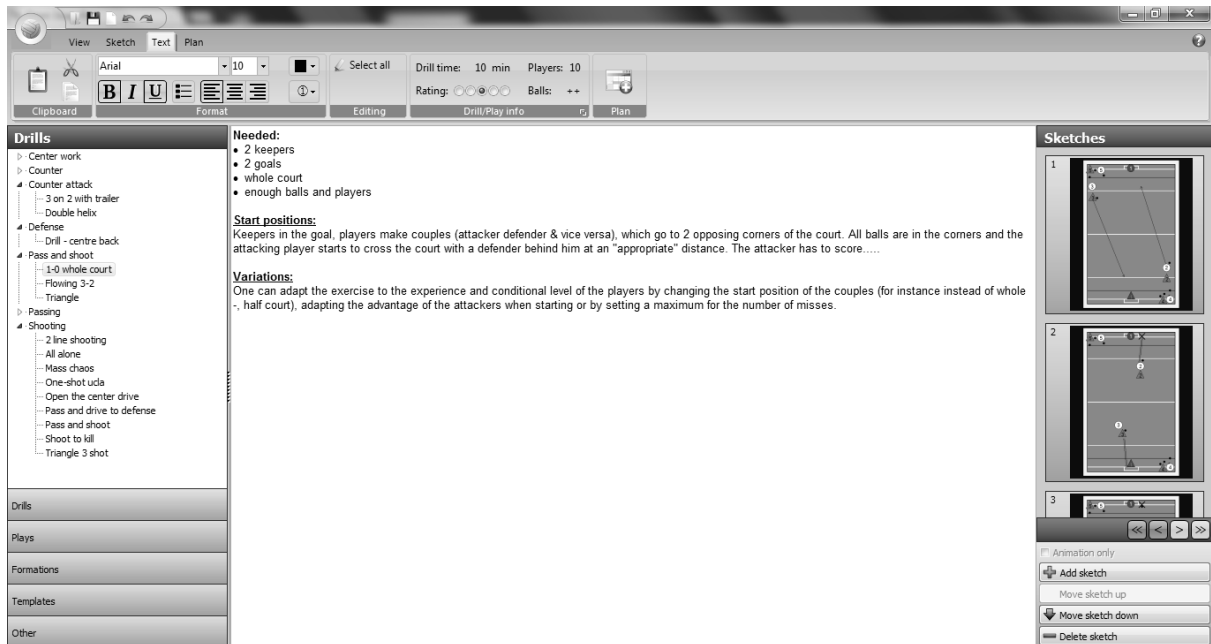 View Sketch Text Plan
Arial 10
Select all
Drill time: 10 min Players: 10
B I U
Rating: Balls: ++
Clipboard Format Editing Drill/Play info Plan
Drills
Center work
Counter
Counter attack
3 on 2 with trailer
Double helix
Defense
Drill - centre back
Pass and shoot
1-0 whole court
Flowing 3-2
Triangle
Passing
Shooting
2 line shooting
All alone
Mass chaos
One-shot ucla
Open the center drive
Pass and drive to defense
Pass and shoot
Shoot to kill
Triangle 3 shot
Drills
Plays
Formations
Templates
Other
Needed:
• 2 keepers
• 2 goals
• whole court
• enough balls and players
Start positions:
Keepers in the goal, players make couples (attacker defender & vice versa), which go to 2 opposing corners of the court. All balls are in the corners and the
attacking player starts to cross the court with a defender behind him at an "appropriate" distance. The attacker has to score.....
Variations:
One can adapt the exercise to the experience and conditional level of the players by changing the start position of the couples (for instance instead of whole
-, half court), adapting the advantage of the attackers when starting or by setting a maximum for the number of misses.
Sketches
1
2
3
Animation only
Add sketch
Move sketch up
Move sketch down
Delete sketch